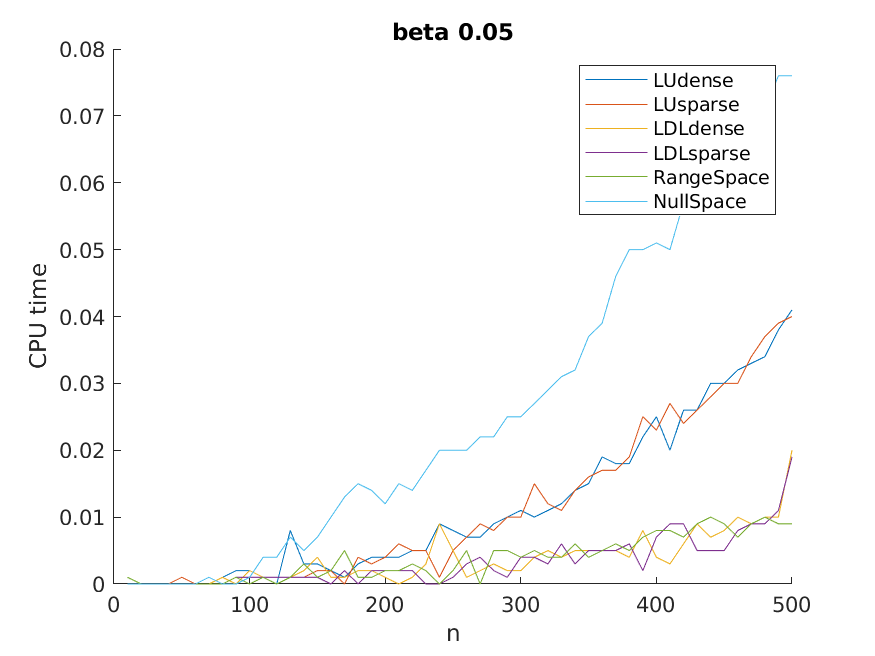 beta 0.05
0.08
0.07
0.06
0.05
0.04
0.03
0.02
0.01
0
CPU time
LUdense
LUsparse
LDLdense
LDLsparse
RangeSpace
NullSpace
0 100 200 300 400 500
n